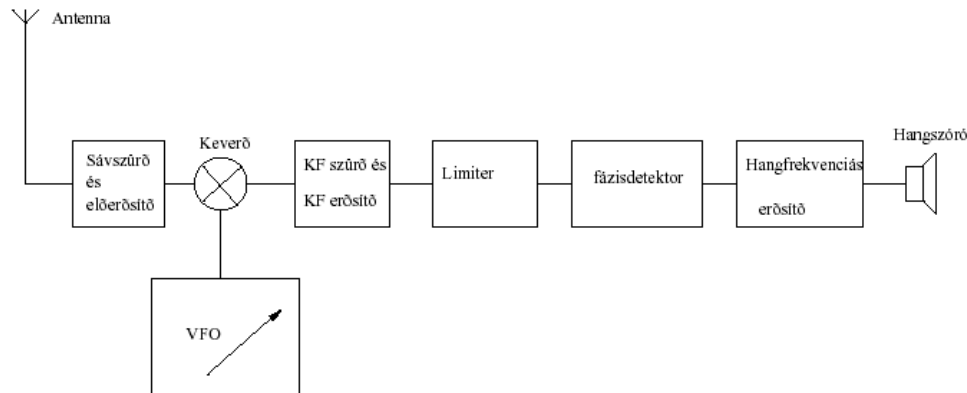 Antenna
Sávszûrõ
és
elõerõsítõ
Keverõ
KF szûrõ és
KF erõsítõ
Limiter
fázisdetektor
Hangfrekvenciás
erõsítõ
Hangszóró
VFO